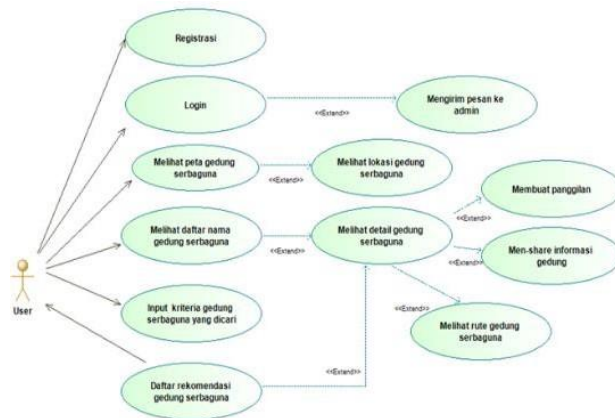 Registrasi
Login
<<Extend>>
Mengirim pesan ke
admin
Melihat peta gedung
serbaguna
<<Extend>>
Melihat lokasi gedung
serbaguna
Membuat panggilan
<<Extend>>
Melihat daftar nama
gedung serbaguna
<<Extend>>
Melihat detail gedung
serbaguna
Men-share informasi
gedung
<<Extend>>
User
Input kriteria gedung
serbaguna yang dicari
<<Extend>>
Melihat rute gedung
serbaguna
Daftar rekomendasi
gedung serbaguna
<<Extend>>